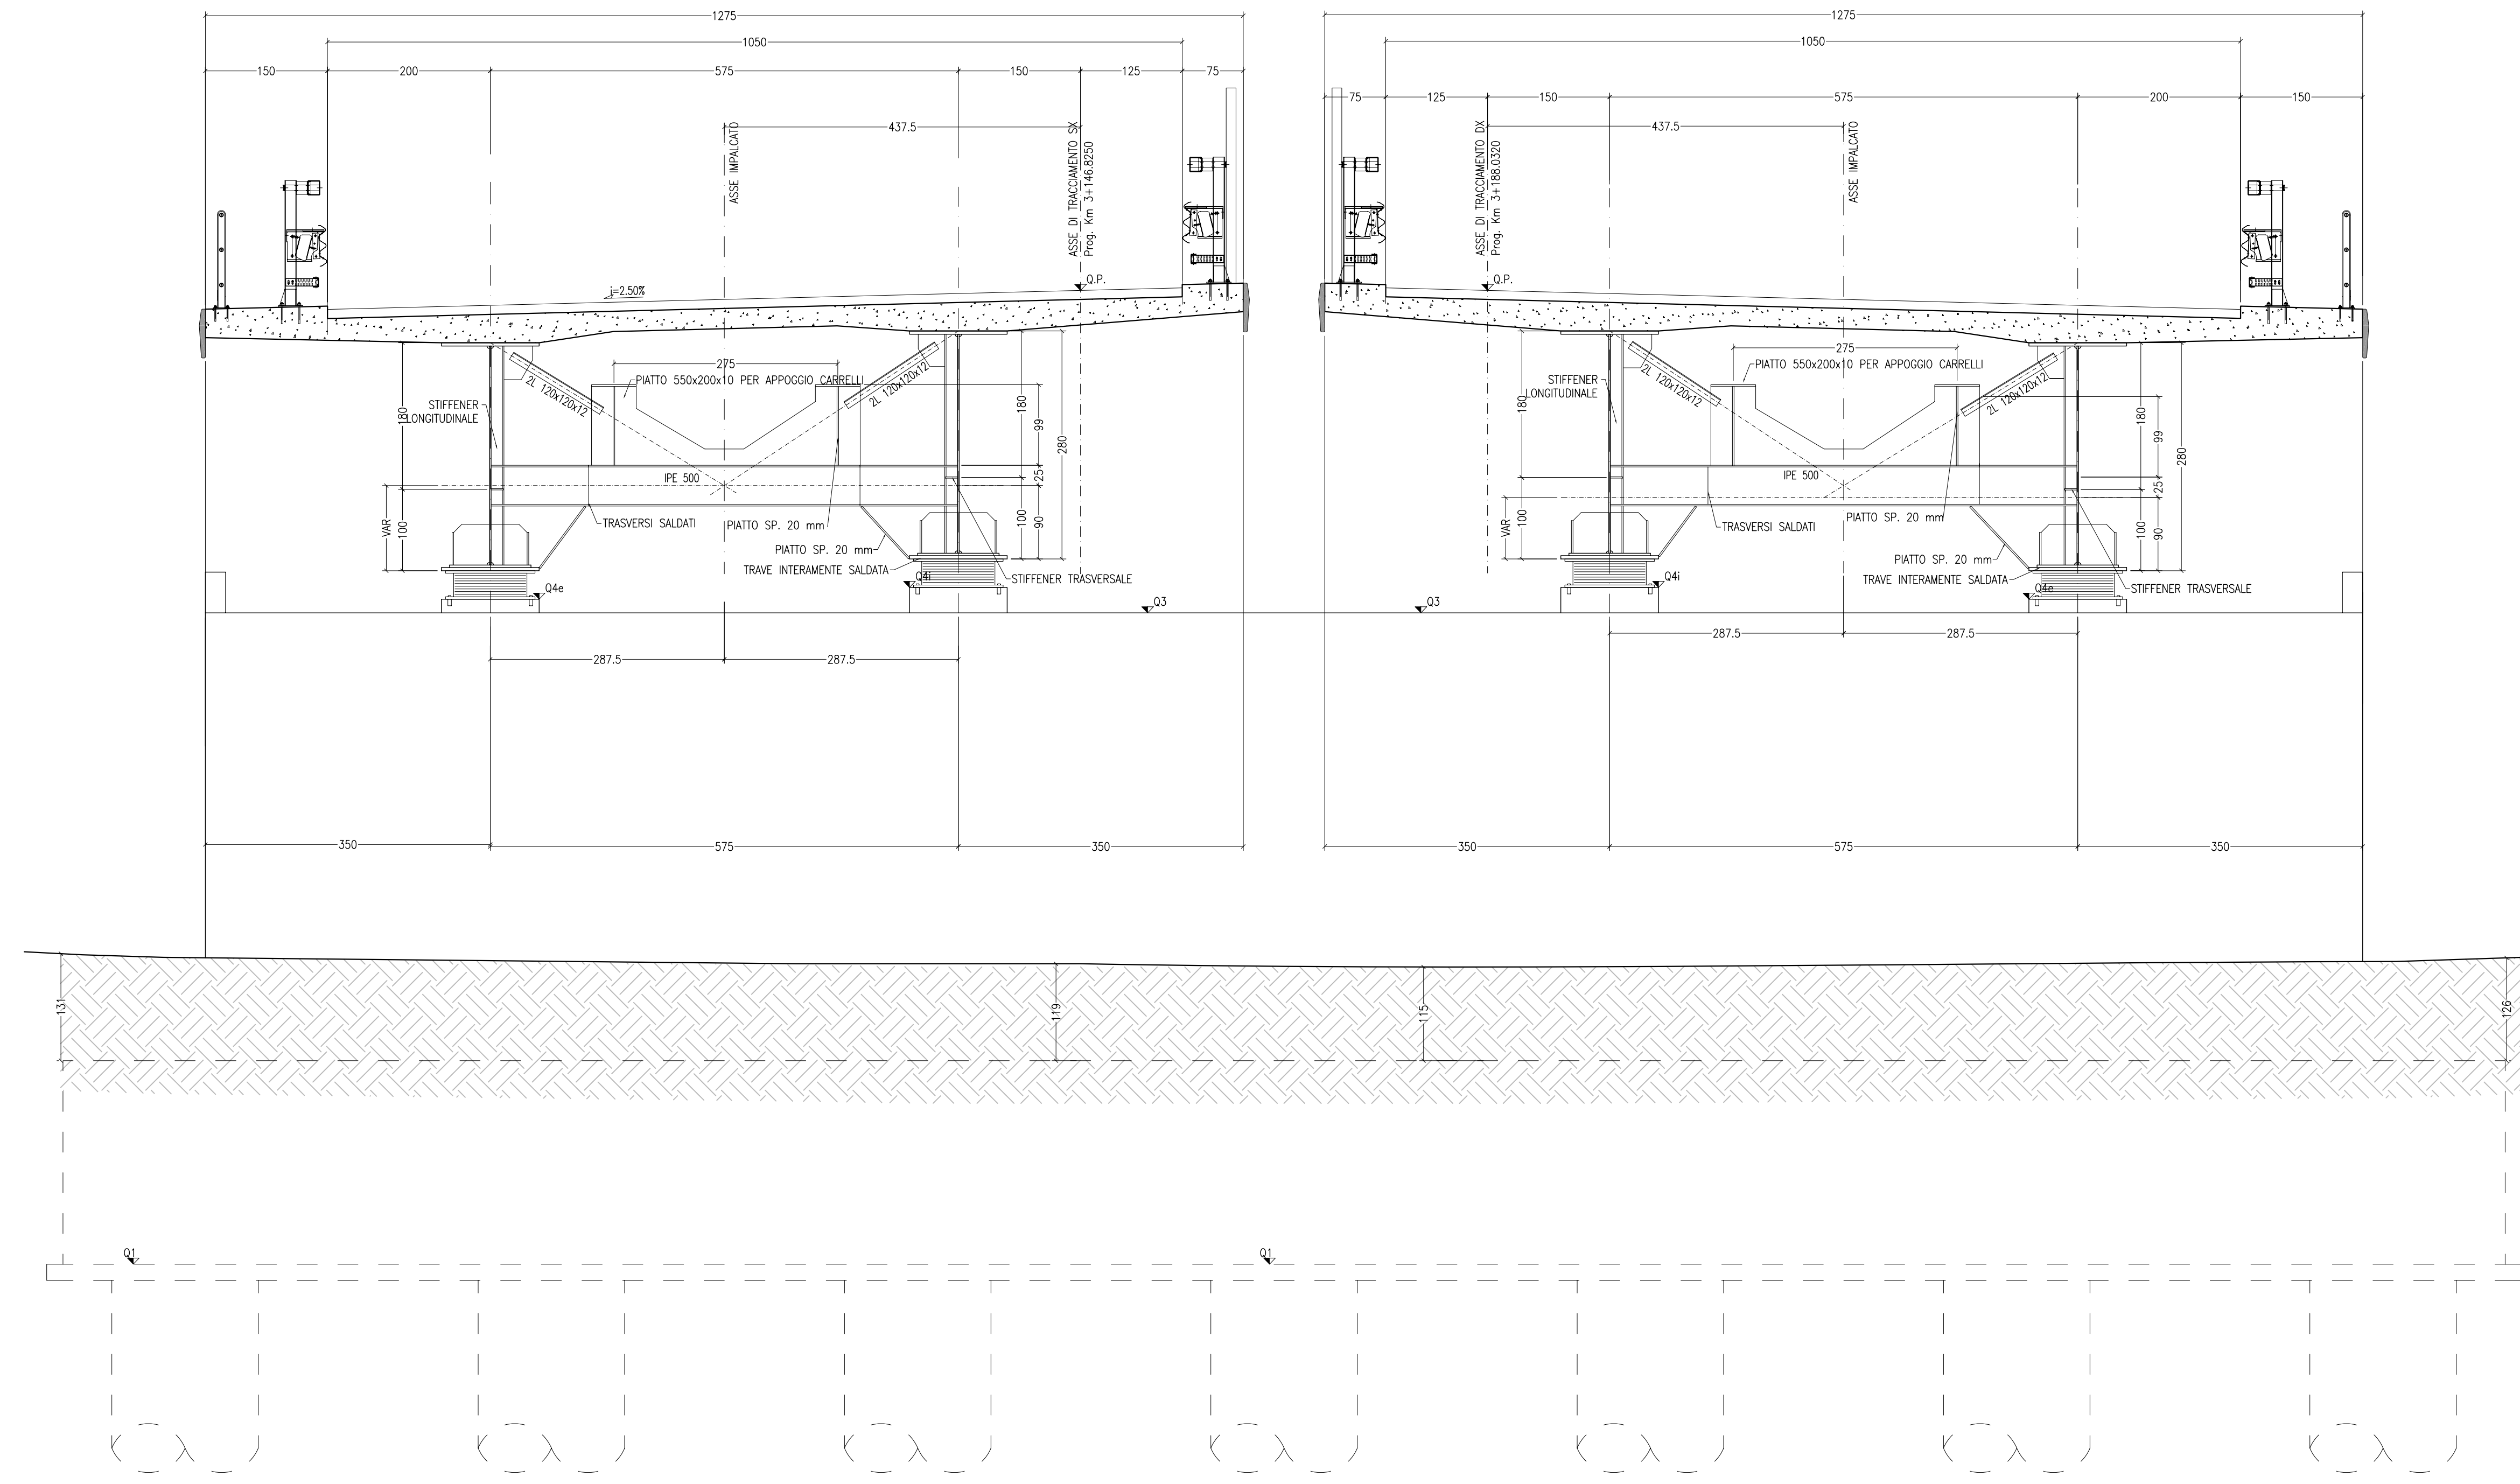 1275
1275
1050
1050
150
200
575
150
125
75
75
125
150
575
200
150
437.5
437.5
ASSE IMPALCATO
ASSE DI TRACCIAMENTO SX
Prog. Km 3+146.8250
ASSE DI TRACCIAMENTO DX
Prog. Km 3+188.0320
ASSE IMPALCATO
j=2.50%
Q.P.
Q.P.
275
275
PIATTO 550x200x10 PER APPOGGIO CARRELLI
PIATTO 550x200x10 PER APPOGGIO CARRELLI
2L 120x120x12
2L 120x120x12
2L 120x120x12
2L 120x120x12
STIFFENER
LONGITUDINALE
STIFFENER
LONGITUDINALE
180
180
99
280
180
180
99
280
IPE 500
IPE 500
25
25
VAR
100
100
90
VAR
100
100
90
TRASVERSI SALDATI
PIATTO SP. 20 mm
PIATTO SP. 20 mm
TRAVE INTERAMENTE SALDATA
STIFFENER TRASVERSALE
TRASVERSI SALDATI
PIATTO SP. 20 mm
PIATTO SP. 20 mm
TRAVE INTERAMENTE SALDATA
STIFFENER TRASVERSALE
Q4e
Q4i
Q4i
Q4e
Q3
Q3
287.5
287.5
287.5
287.5
350
575
350
350
575
350
131
119
115
126
Q1
Q1